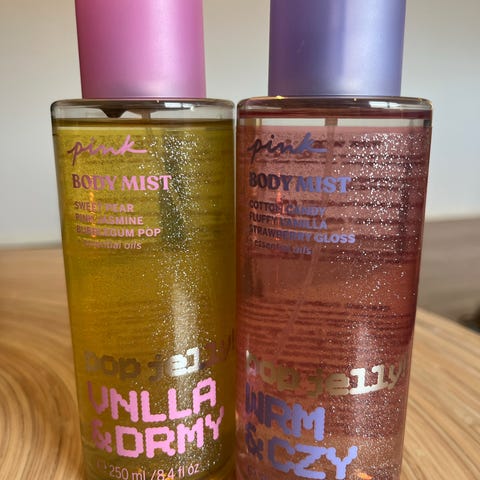 pink
BODY MIST
SWEET PEAR
PINK JASMINE
BUBBLEGUM POP
+ essential oils
pop jelly!
VNLLA
&DRMY
℮ 250 ml / 8.4 fl oz
pink
BODY MIST
COTTON CANDY
FLUFFY VANILLA
STRAWBERRY GLOSS
+ essential oils
pop jelly!
WRM
&CZY